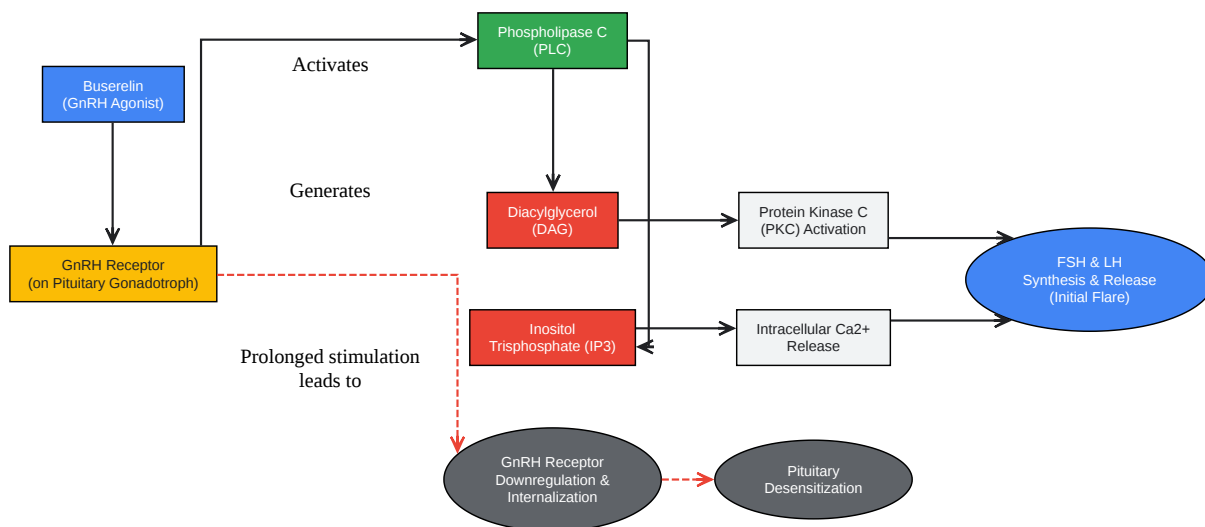 Phospholipase C
(PLC)
Activates
Buserelin
(GnRH Agonist)
Generates
Diacylglycerol
(DAG)
Protein Kinase C
(PKC) Activation
GnRH Receptor
(on Pituitary Gonadotroph)
FSH & LH
Synthesis & Release
(Initial Flare)
Inositol
Trisphosphate (IP3)
Intracellular Ca2+
Release
Prolonged stimulation
leads to
GnRH Receptor
Downregulation &
Internalization
Pituitary
Desensitization